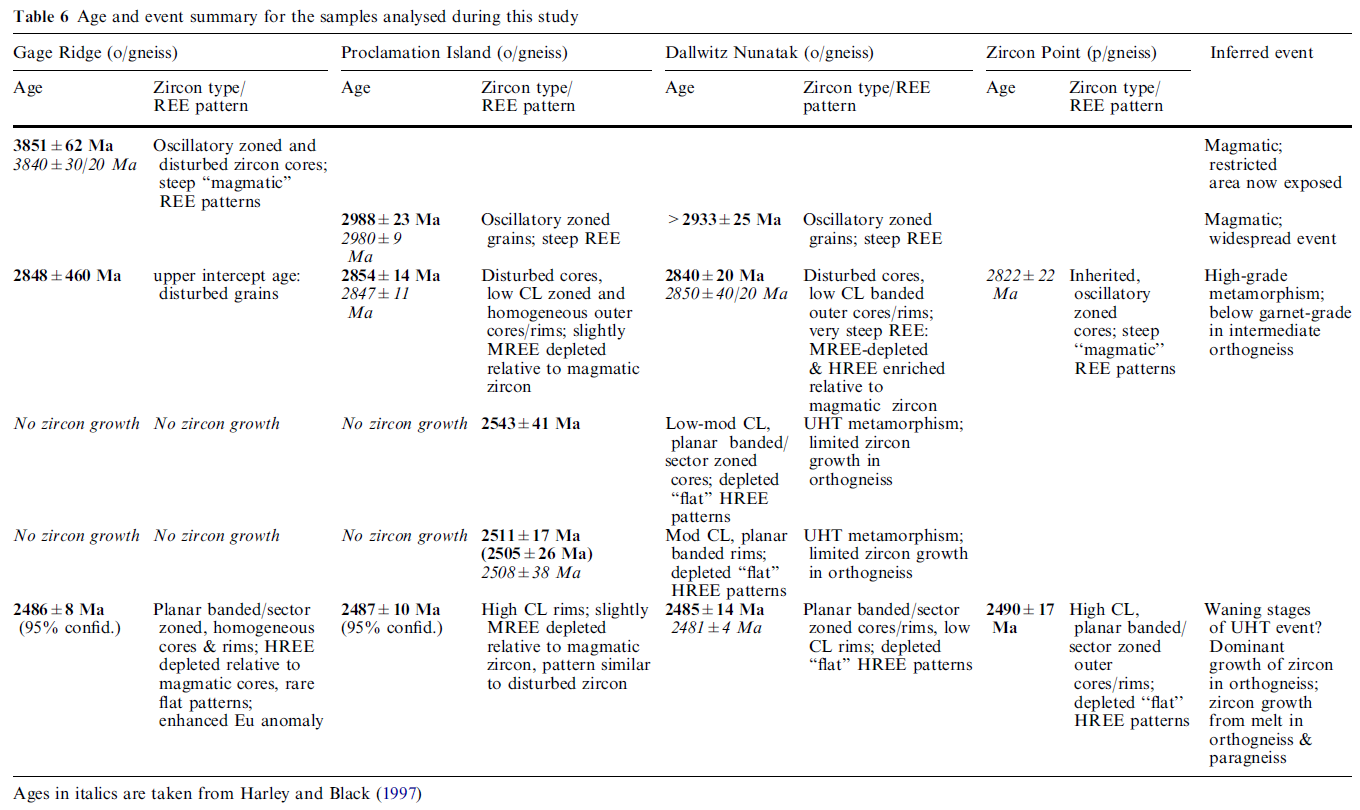 Table 6 Age and event summary for the samples analysed during this study
Gage Ridge (o/gneiss)
Proclamation Island (o/gneiss)
Dallwitz Nunatak (o/gneiss)
Zircon Point (p/gneiss)
Inferred event
Age
Zircon type/
REE pattern
Age
Zircon type/
REE pattern
Age
Zircon type/REE
pattern
Age
Zircon type/
REE pattern
3851 ± 62 Ma
3840 ± 30/20 Ma
Oscillatory zoned and
disturbed zircon cores;
steep “magmatic”
REE patterns
Magmatic;
restricted
area now exposed
2988 ± 23 Ma
2980 ± 9
Ma
Oscillatory zoned
grains; steep REE
> 2933 ± 25 Ma
Oscillatory zoned
grains; steep REE
Magmatic;
widespread event
2848 ± 460 Ma
upper intercept age:
disturbed grains
2854 ± 14 Ma
2847 ± 11
Ma
Disturbed cores,
low CL zoned and
homogeneous outer
cores/rims; slightly
MREE depleted
relative to magmatic
zircon
2840 ± 20 Ma
2850 ± 40/20 Ma
Disturbed cores,
low CL banded
outer cores/rims;
very steep REE:
MREE-depleted
& HREE enriched
relative to
magmatic zircon
2822 ± 22
Ma
Inherited,
oscillatory
zoned
cores; steep
“magmatic”
REE patterns
High-grade
metamorphism;
below garnet-grade
in intermediate
orthogneiss
No zircon growth
No zircon growth
No zircon growth
2543 ± 41 Ma
Low-mod CL,
planar banded/
sector zoned
cores; depleted
“flat” HREE
patterns
UHT metamorphism;
limited zircon
growth in
orthogneiss
No zircon growth
No zircon growth
No zircon growth
2511 ± 17 Ma
(2505 ± 26 Ma)
2508 ± 38 Ma
Mod CL, planar
banded rims;
depleted “flat”
HREE patterns
UHT metamorphism;
limited zircon growth
in orthogneiss
2486 ± 8 Ma
(95% confid.)
Planar banded/sector
zoned, homogeneous
cores & rims; HREE
depleted relative to
magmatic cores, rare
flat patterns;
enhanced Eu anomaly
2487 ± 10 Ma
(95% confid.)
High CL rims; slightly
MREE depleted
relative to magmatic
zircon, pattern similar
to disturbed zircon
2485 ± 14 Ma
2481 ± 4 Ma
Planar banded/sector
zoned cores/rims, low
CL rims; depleted
“flat” HREE patterns
2490 ± 17
Ma
High CL,
planar banded/
sector zoned
outer
cores/rims;
depleted “flat”
HREE patterns
Waning stages
of UHT event?
Dominant
growth of zircon
in orthogneiss;
zircon growth
from melt in
orthogneiss &
paragneiss
Ages in italics are taken from Harley and Black (1997)